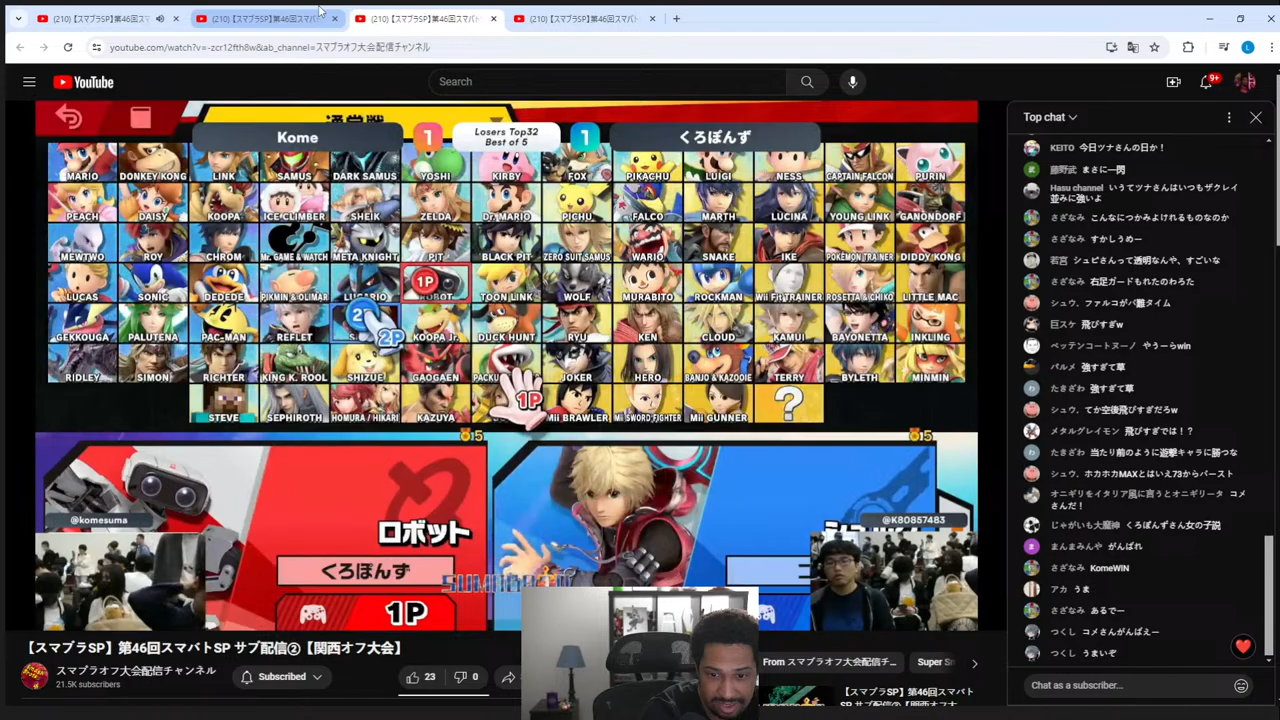 (210) 【スマブラSP】第46回スマ
(210) 【スマブラSP】第46回スマバ
(210) 【スマブラSP】第46回スマバト
(210) 【スマブラSP】第46回スマバト
youtube.com/watch?v=-zcr12fth8w&ab_channel=スマブラオフ大会配信チャンネル
L
YouTube
Search
9+
Kome
1
Losers Top32
Best of 5
1
くろぽんず
MARIO
DONKEY KONG
LINK
SAMUS
DARK SAMUS
YOSHI
KIRBY
FOX
PIKACHU
LUIGI
NESS
CAPTAIN FALCON
PURIN
PEACH
DAISY
KOOPA
ICE CLIMBER
SHEIK
ZELDA
Dr. MARIO
PICHU
FALCO
MARTH
LUCINA
YOUNG LINK
GANONDORF
MEWTWO
ROY
CHROM
Mr. GAME & WATCH
META KNIGHT
PIT
BLACK PIT
ZERO SUIT SAMUS
WARIO
SNAKE
IKE
POKÉMON TRAINER
DIDDY KONG
LUCAS
SONIC
DEDEDE
PIKMIN & OLIMAR
LUCARIO
1P
ROBOT
TOON LINK
WOLF
MURABITO
ROCKMAN
Wii Fit TRAINER
ROSETTA & CHIKO
LITTLE MAC
GEKKOUGA
PALUTENA
PAC-MAN
REFLET
2P
KOOPA Jr.
DUCK HUNT
RYU
KEN
CLOUD
KAMUI
BAYONETTA
INKLING
RIDLEY
SIMON
RICHTER
KING K. ROOL
SHIZUE
GAOGAEN
JOKER
HERO
BANJO & KAZOOIE
TERRY
BYLETH
MINMIN
STEVE
SEPHIROTH
HOMURA / HIKARI
KAZUYA
1P
Mii BRAWLER
Mii SWORD FIGHTER
Mii GUNNER
?
5
5
@komesuma
ロボット
くろぽんず
1P
@K80857483
【スマブラSP】第46回スマバトSP サブ配信②【関西オフ大会】
スマブラオフ大会配信チャンネル
21.5K subscribers
Subscribed
23
0
From スマブラオフ大会配信チ...
【スマブラSP】第46回スマバト
Top chat
KEITO 今日ツナさんの日か！
藤野武 まさに一閃
Hasu channel いうてツナさんはいつもザクレイ
並みに強いよ
さざなみ こんなにつかみよけれるものなのか
さざなみ すかしうめー
若宮 シュピさんって透明なんや、すごいな
さざなみ 右足ガードもれたのわろた
シュウ. ファルコがバ難タイム
巨スケ 飛びすぎw
ペッテンコートヌーノ やうーらwin
パルメ 強すぎて草
たきざわ 強すぎて草
シュウ. てか空後飛びすぎだろw
メタルグレイモン 飛びすぎでは！？
たきざわ 当たり前のように遊撃キャラに勝つな
シュウ. ホカホカMAXとはいえ73からバースト
オニギリをイタリア風に言うとオニギリータ コメ
さんだ！
じゃがいも大魔神 くろぽんずさん女の子説
まんまみんや がんばれ
さざなみ KomeWIN
アカ うま
さざなみ あるでー
つくし コメさんがんばえー
つくし うまいぞ
Chat as a subscriber...